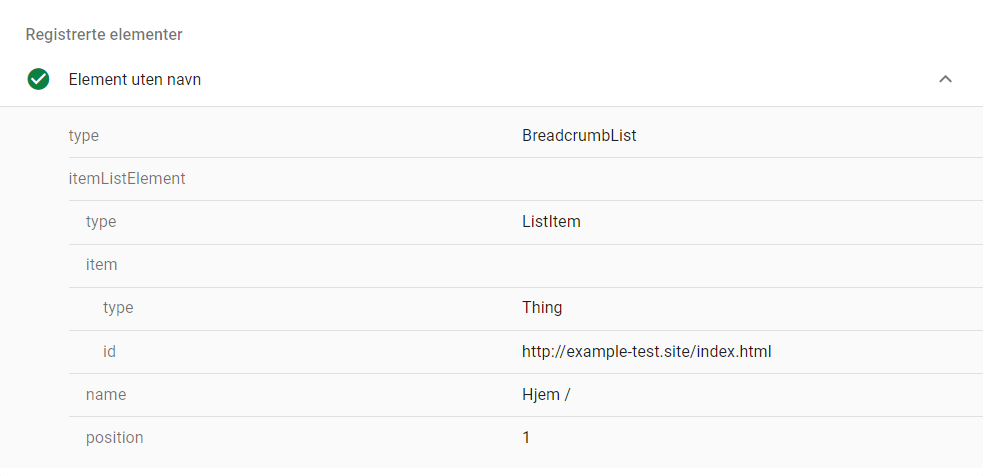 Registrerte elementer
Element uten navn
type BreadcrumbList
itemListElement
type ListItem
item
type Thing
id http://example-test.site/index.html
name Hjem /
position 1